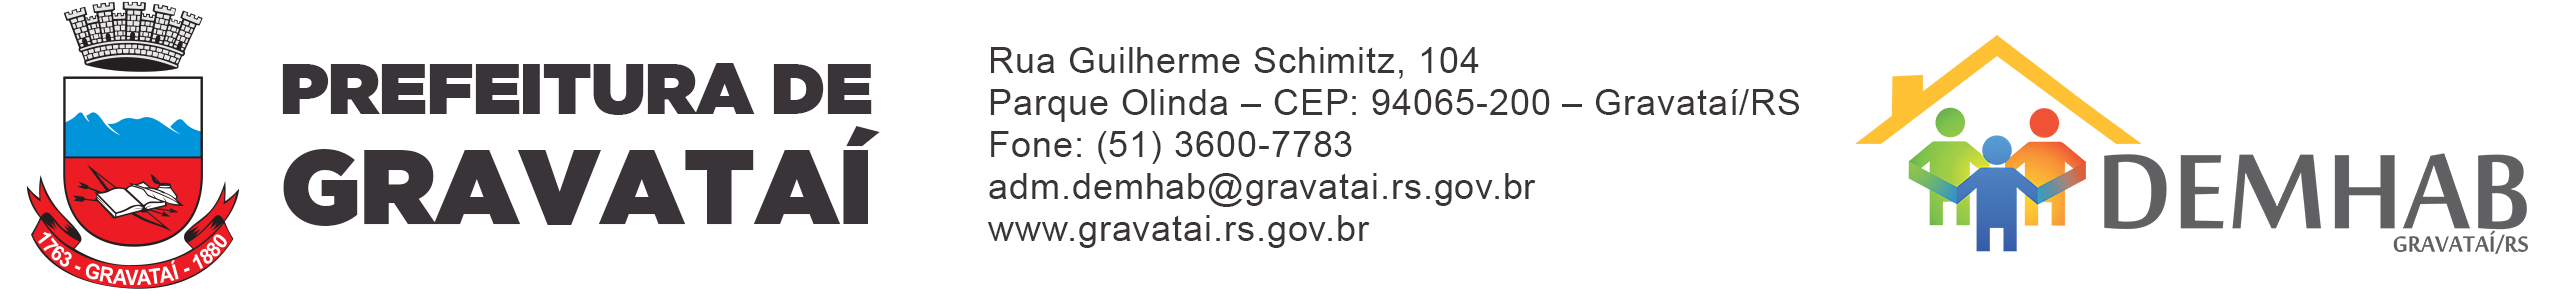 1763 - GRAVATAÍ - 1880
PREFEITURA DE
GRAVATAÍ
Rua Guilherme Schimitz, 104
Parque Olinda – CEP: 94065-200 – Gravataí/RS
Fone: (51) 3600-7783
adm.demhab@gravatai.rs.gov.br
www.gravatai.rs.gov.br
DEMHAB
GRAVATAÍ/RS